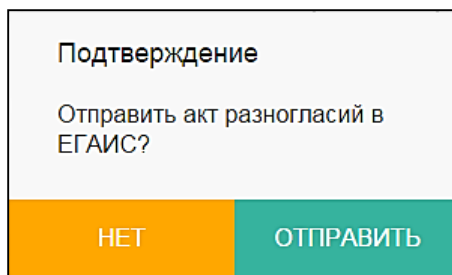 Подтверждение
Отправить акт разногласий в
ЕГАИС?
НЕТ
ОТПРАВИТЬ